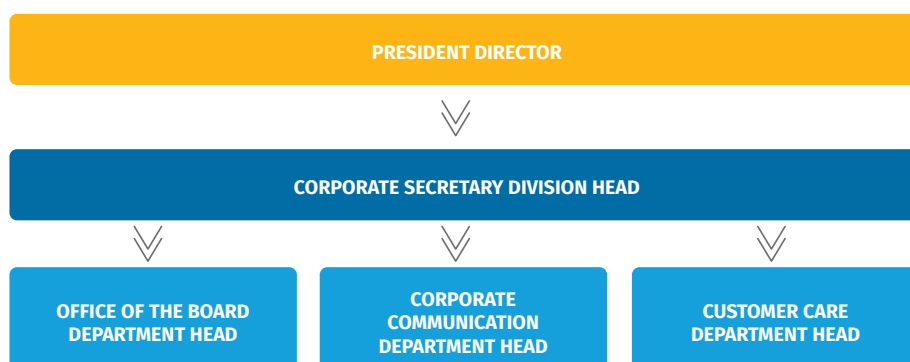 PRESIDENT DIRECTOR
CORPORATE SECRETARY DIVISION HEAD
OFFICE OF THE BOARD
DEPARTMENT HEAD
CORPORATE
COMMUNICATION
DEPARTMENT HEAD
CUSTOMER CARE
DEPARTMENT HEAD